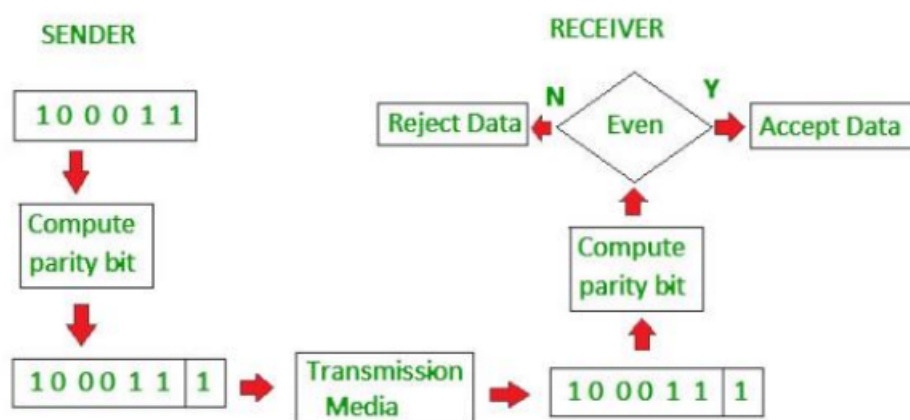 SENDER
1 0 0 0 1 1
Compute
parity bit
1 0 0 0 1 1 1
Transmission
Media
1 0 0 0 1 1 1
Compute
parity bit
RECEIVER
Even
N
Reject Data
Y
Accept Data